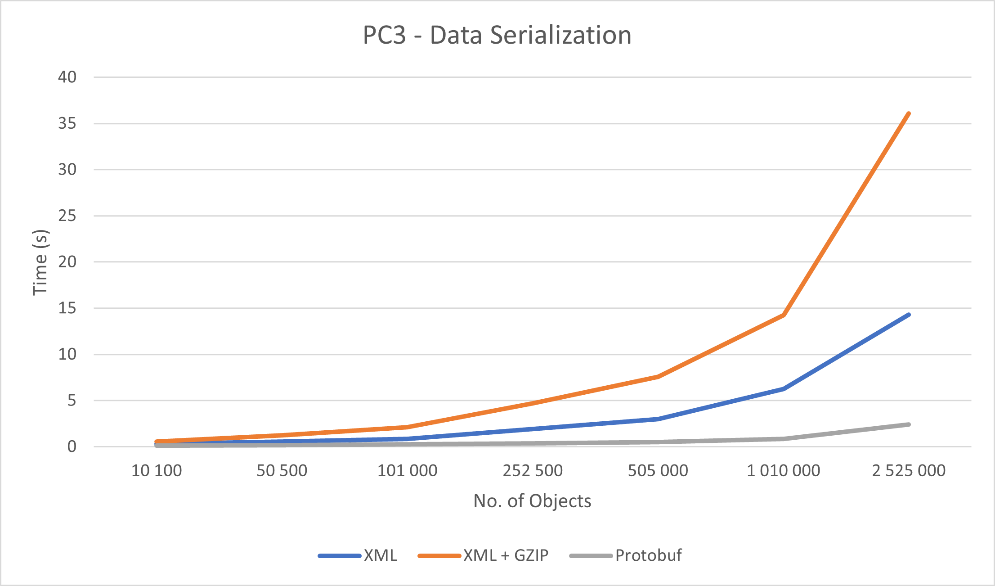 PC3 - Data Serialization
40
35
30
25
20
15
10
5
0
Time (s)
10 100 50 500 101 000 252 500 505 000 1 010 000 2 525 000
No. of Objects
XML XML + GZIP Protobuf